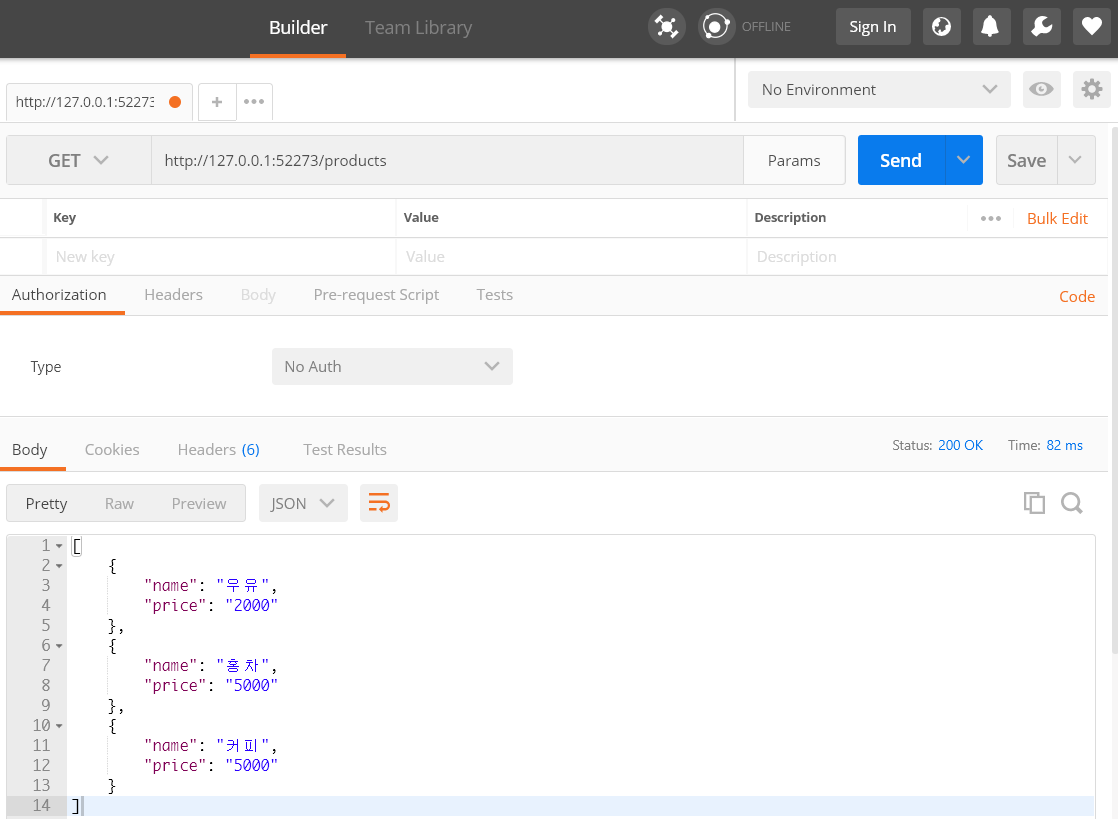 Builder Team Library OFFLINE Sign In
http://127.0.0.1:52273 + ••• No Environment
GET http://127.0.0.1:52273/products Params Send Save
Key Value Description ••• Bulk Edit
New key Value Description
Authorization Headers Body Pre-request Script Tests Code
Type No Auth
Body Cookies Headers (6) Test Results Status: 200 OK Time: 82 ms
Pretty Raw Preview JSON
1 [
2 {
3 "name": "우유",
4 "price": "2000"
5 },
6 {
7 "name": "홍차",
8 "price": "5000"
9 },
10 {
11 "name": "커피",
12 "price": "5000"
13 }
14 ]